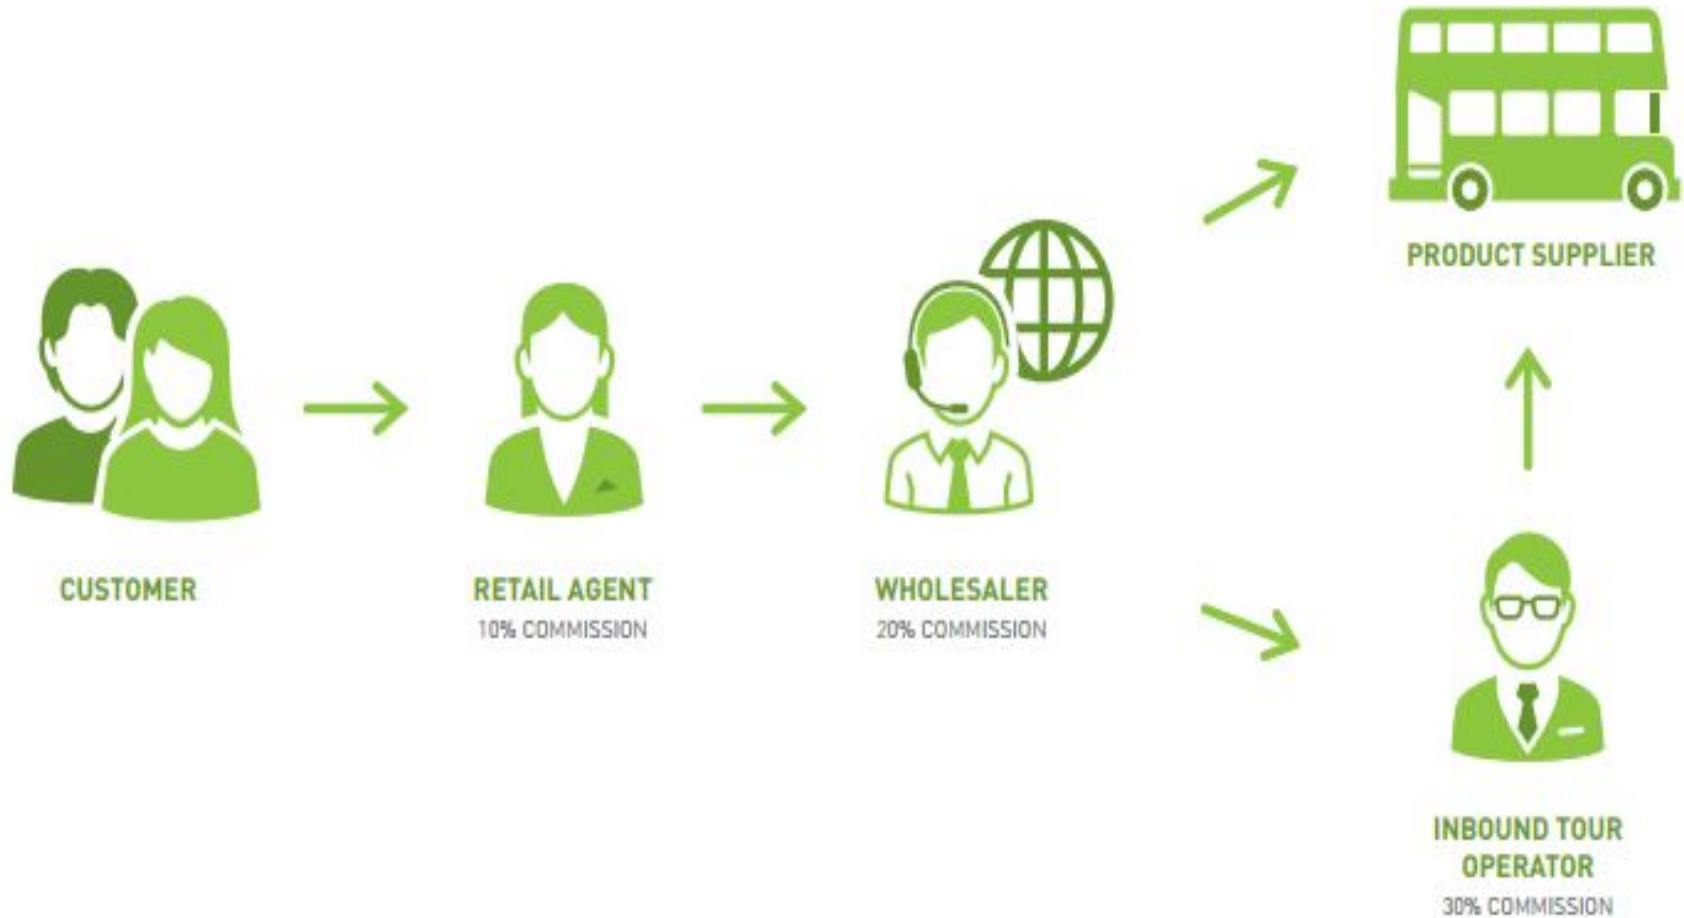 PRODUCT SUPPLIER
CUSTOMER
RETAIL AGENT
10% COMMISSION
WHOLESALER
20% COMMISSION
INBOUND TOUR
OPERATOR
30% COMMISSION